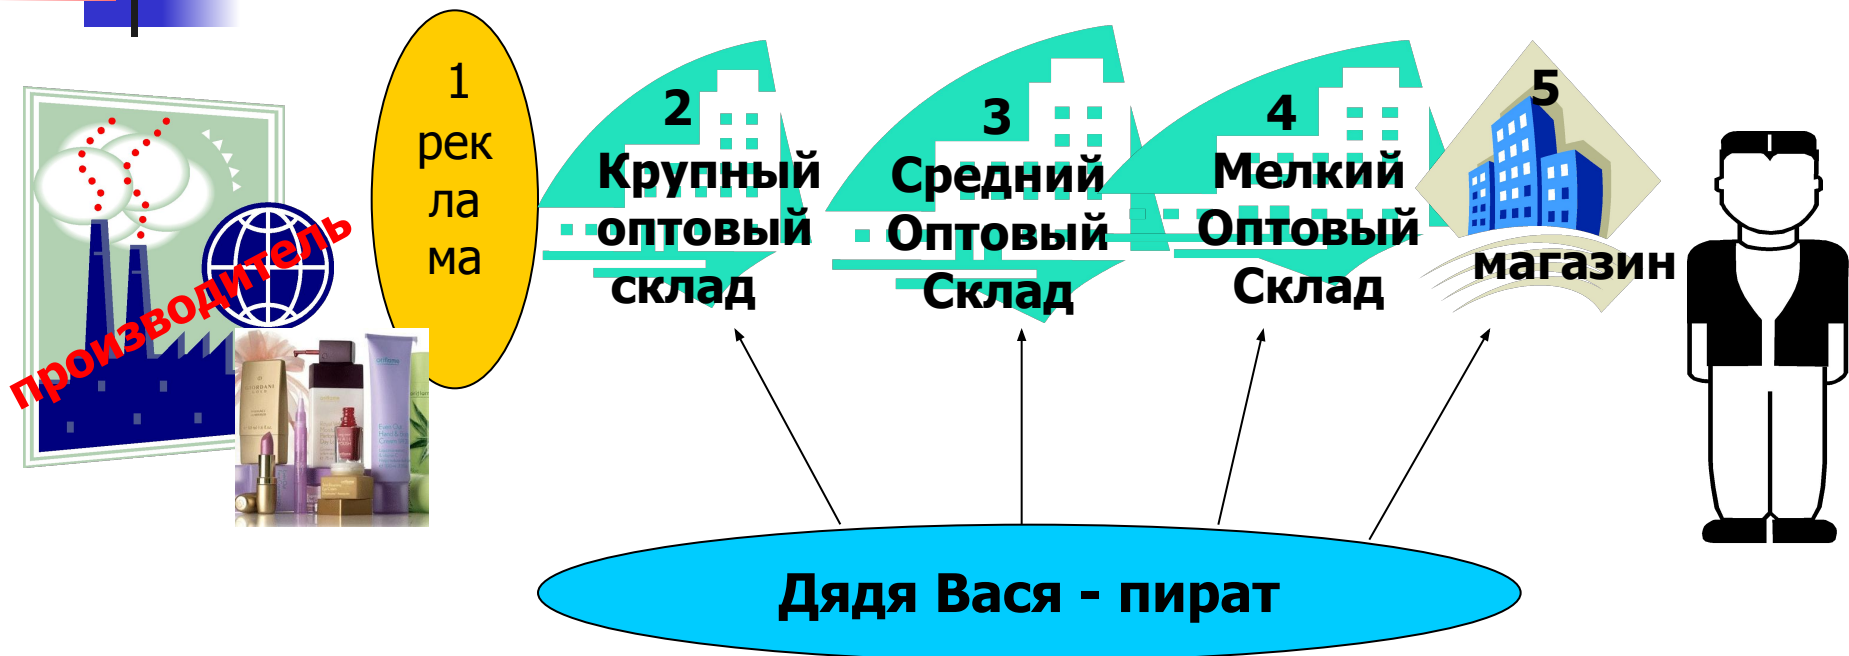 производитель
1
рек
ла
ма
2
Крупный
оптовый
склад
3
Средний
Оптовый
Склад
4
Мелкий
Оптовый
Склад
5
магазин
Дядя Вася - пират